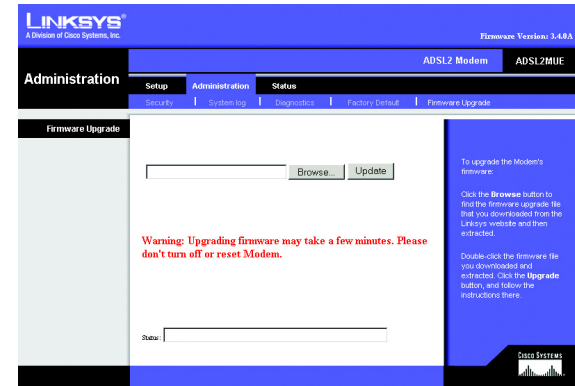 LINKSYS®
A Division of Cisco Systems, Inc.
Firmware Version: 3.4.0A
ADSL2 Modem ADSL2MUE
Administration
Setup Administration Status
Security | System log | Diagnostics | Factory Default | Firmware Upgrade
Firmware Upgrade
Browse... Update
Warning: Upgrading firmware may take a few minutes. Please
don't turn off or reset Modem.
Status:
To upgrade the Modem's
firmware:
Click the Browse button to
find the firmware upgrade file
that you downloaded from the
Linksys website and then
extracted.
Double-click the firmware file
you downloaded and
extracted. Click the Upgrade
button, and follow the
instructions there.
CISCO SYSTEMS